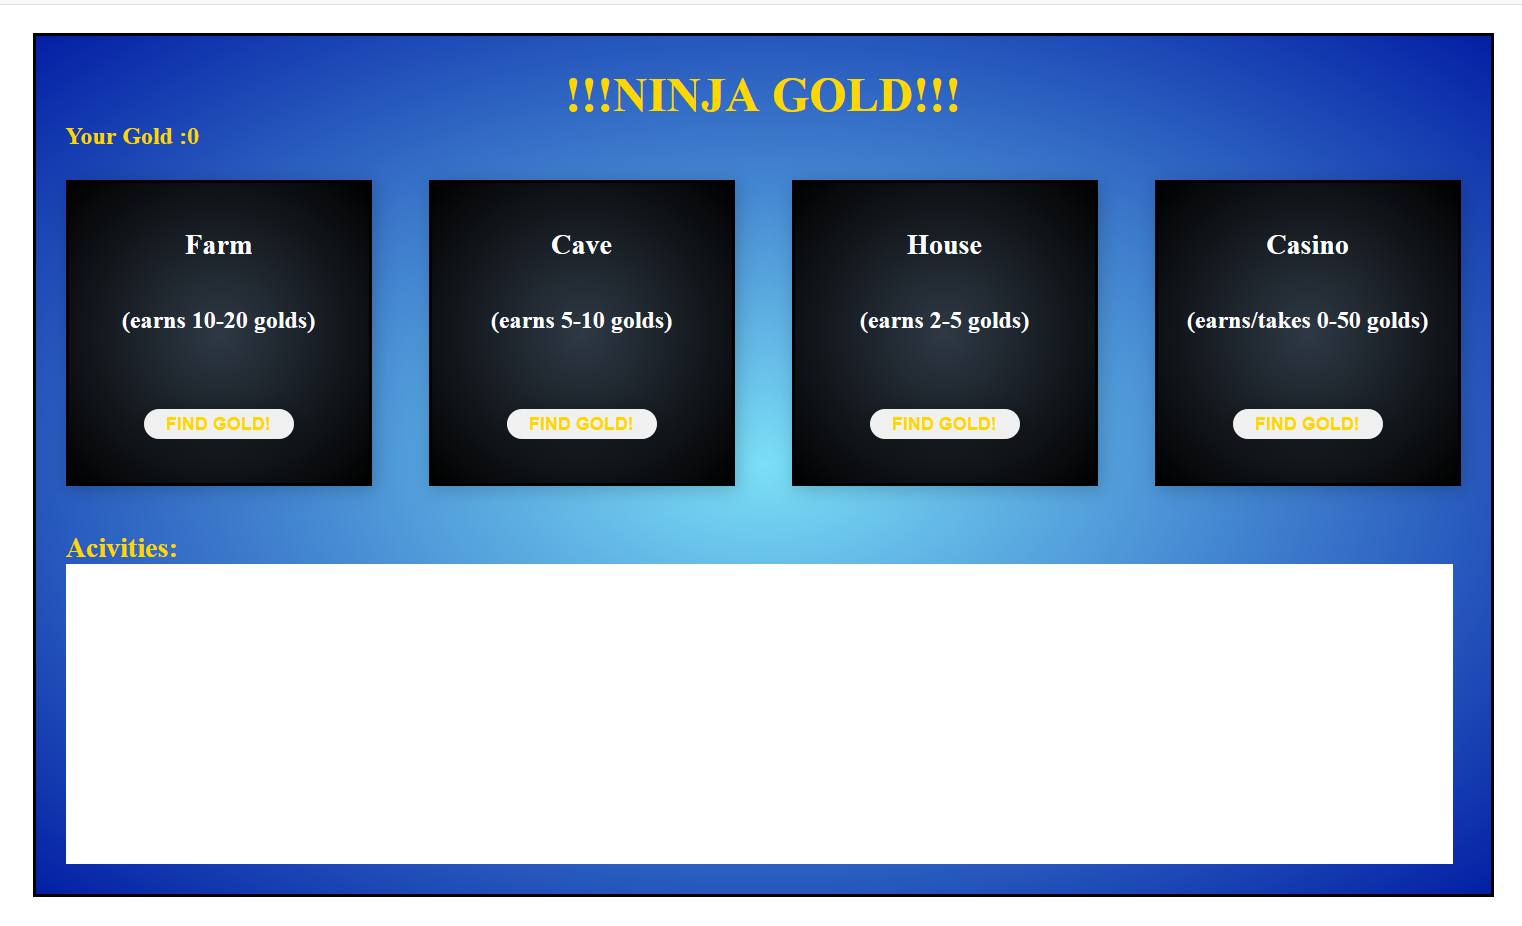 !!!NINJA GOLD!!!
Your Gold :0
Farm
(earns 10-20 golds)
FIND GOLD!
Cave
(earns 5-10 golds)
FIND GOLD!
House
(earns 2-5 golds)
FIND GOLD!
Casino
(earns/takes 0-50 golds)
FIND GOLD!
Acivities: